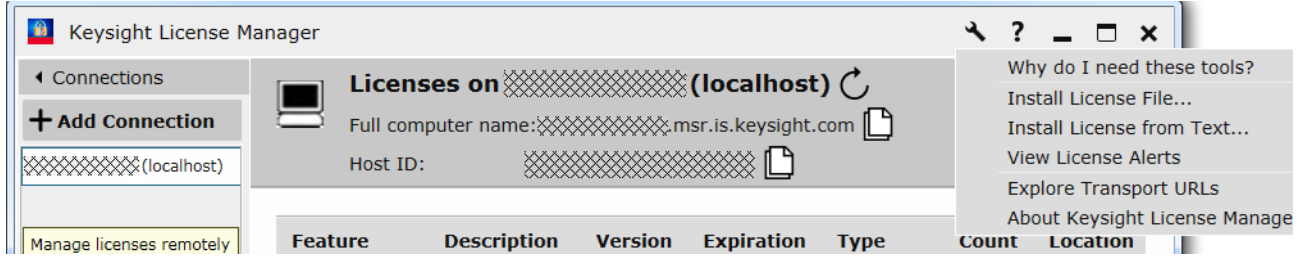 Keysight License Manager
?
Connections
+ Add Connection
(localhost)
Manage licenses remotely
Licenses on (localhost)
Full computer name: .msr.is.keysight.com
Host ID:
Feature Description Version Expiration Type Count Location
Why do I need these tools?
Install License File...
Install License from Text...
View License Alerts
Explore Transport URLs
About Keysight License Manage